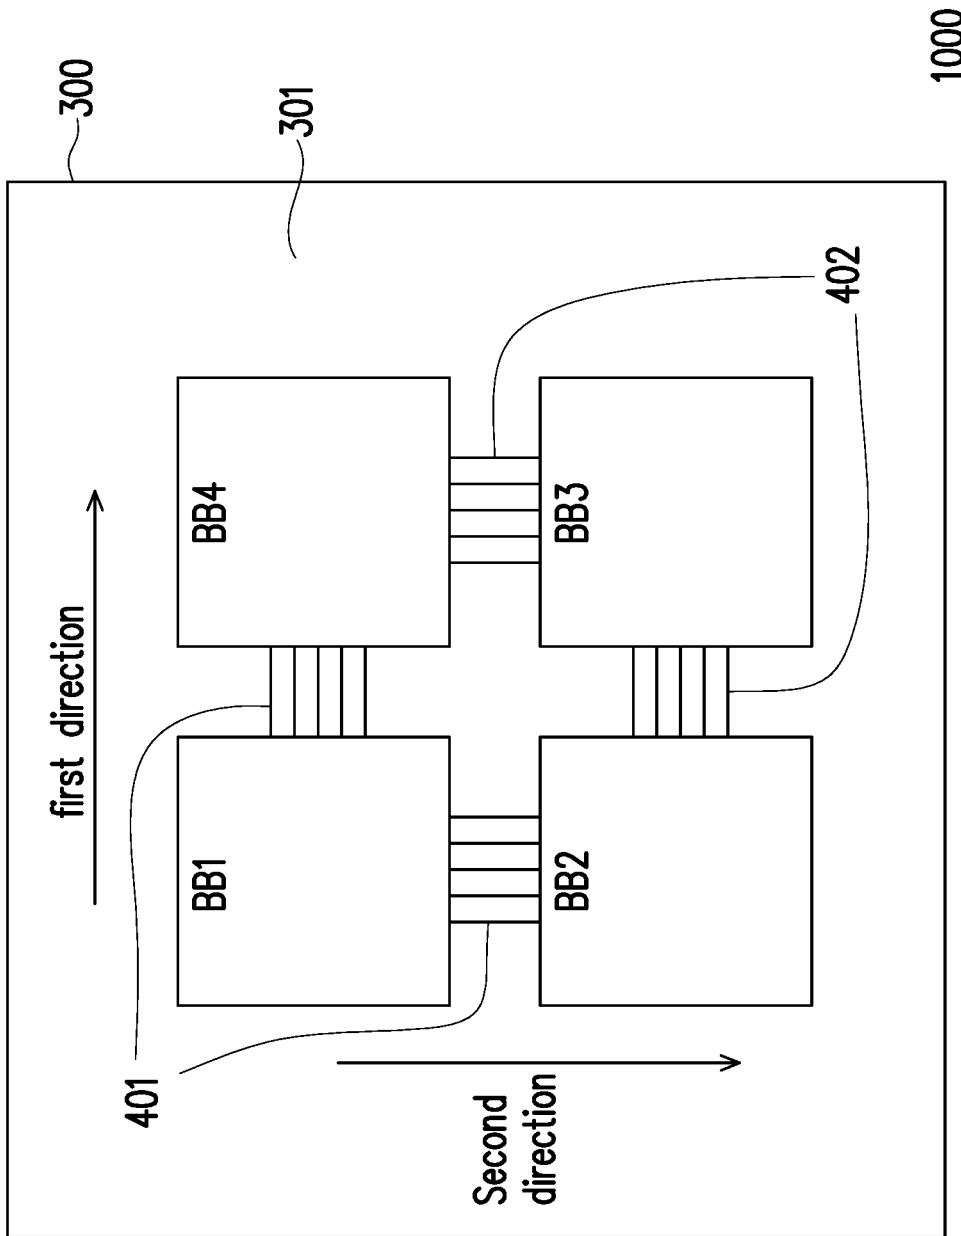 first direction
300
301
BB1
BB4
401
402
Second
direction
BB2
BB3
1000